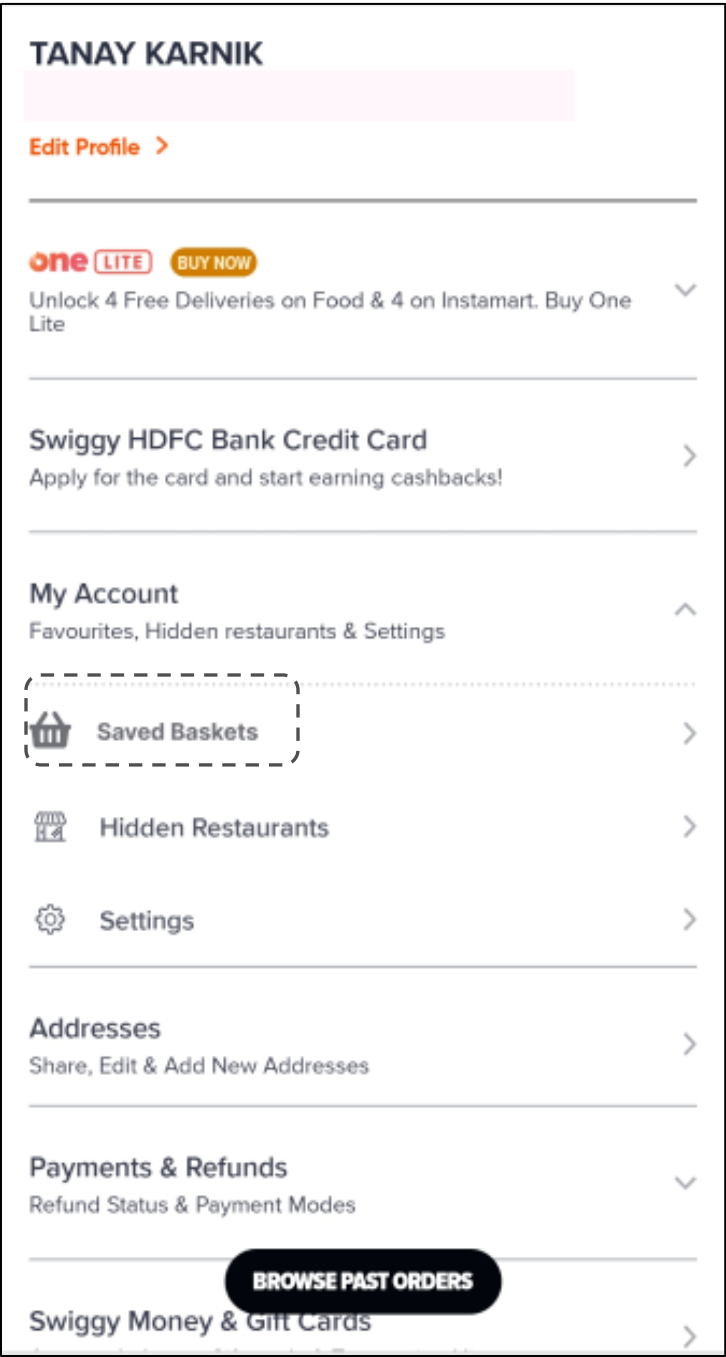 TANAY KARNIK
Edit Profile
one LITE BUY NOW
Unlock 4 Free Deliveries on Food & 4 on Instamart. Buy One
Lite
Swiggy HDFC Bank Credit Card
Apply for the card and start earning cashbacks!
My Account
Favourites, Hidden restaurants & Settings
Saved Baskets
Hidden Restaurants
Settings
Addresses
Share, Edit & Add New Addresses
Payments & Refunds
Refund Status & Payment Modes
BROWSE PAST ORDERS
Swiggy Money & Gift Cards